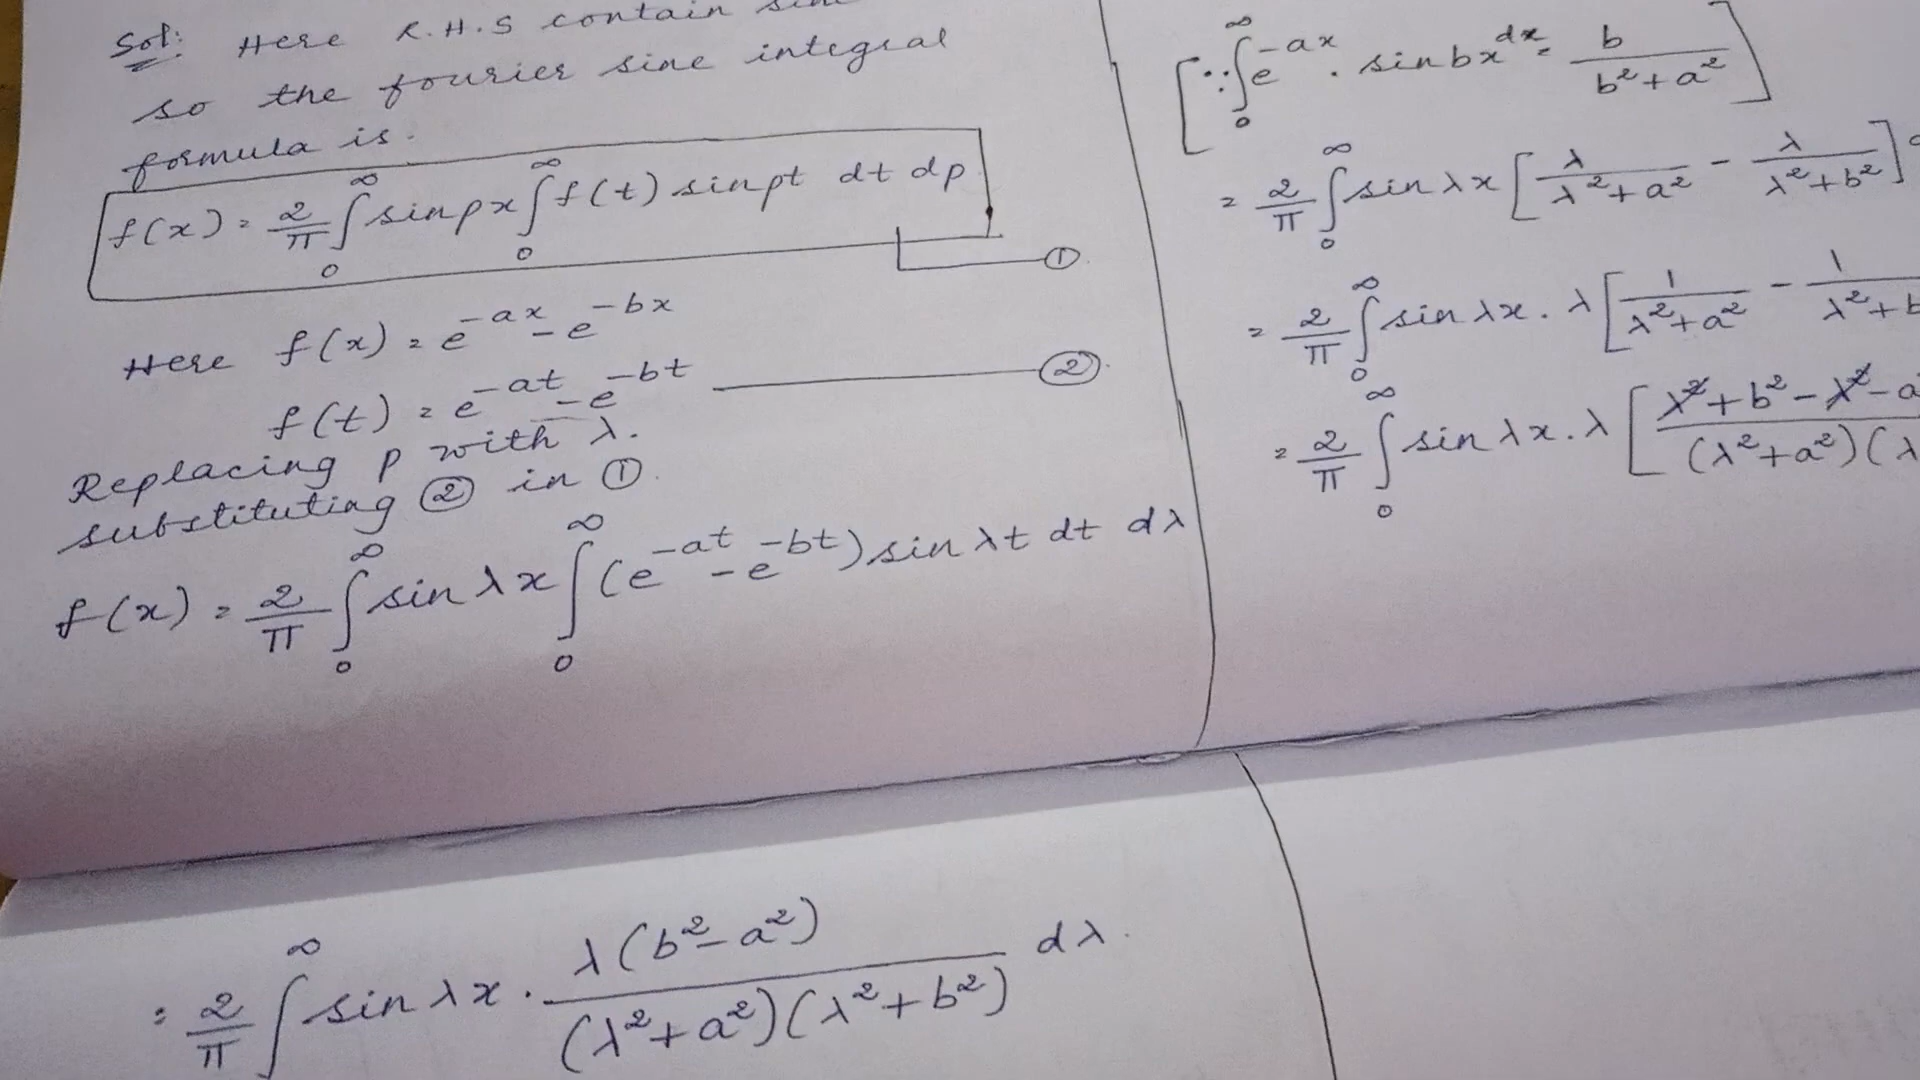 Sol: Here R.H.S contain
so the fourier sine integral
formula is.
f(x) = 2/π ∫₀^∞ sin px ∫₀^∞ f(t) sin pt dt dp
①
Here f(x) = e^{-ax} - e^{-bx}
f(t) = e^{-at} - e^{-bt} ②
Replacing p with λ.
substituting ② in ①.
f(x) = 2/π ∫₀^∞ sin λx ∫₀^∞ (e^{-at} - e^{-bt}) sin λt dt dλ
[∵ ∫₀^∞ e^{-ax} . sin bx dx = b/(b²+a²)]
= 2/π ∫₀^∞ sin λx [λ/(λ²+a²) - λ/(λ²+b²)]
= 2/π ∫₀^∞ sin λx . λ [1/(λ²+a²) - 1/(λ²+b
= 2/π ∫₀^∞ sin λx . λ [(λ²+b²-λ²-a)/(λ²+a²)(λ
= 2/π ∫^∞ sin λx . λ(b²-a²)/(λ²+a²)(λ²+b²) dλ.